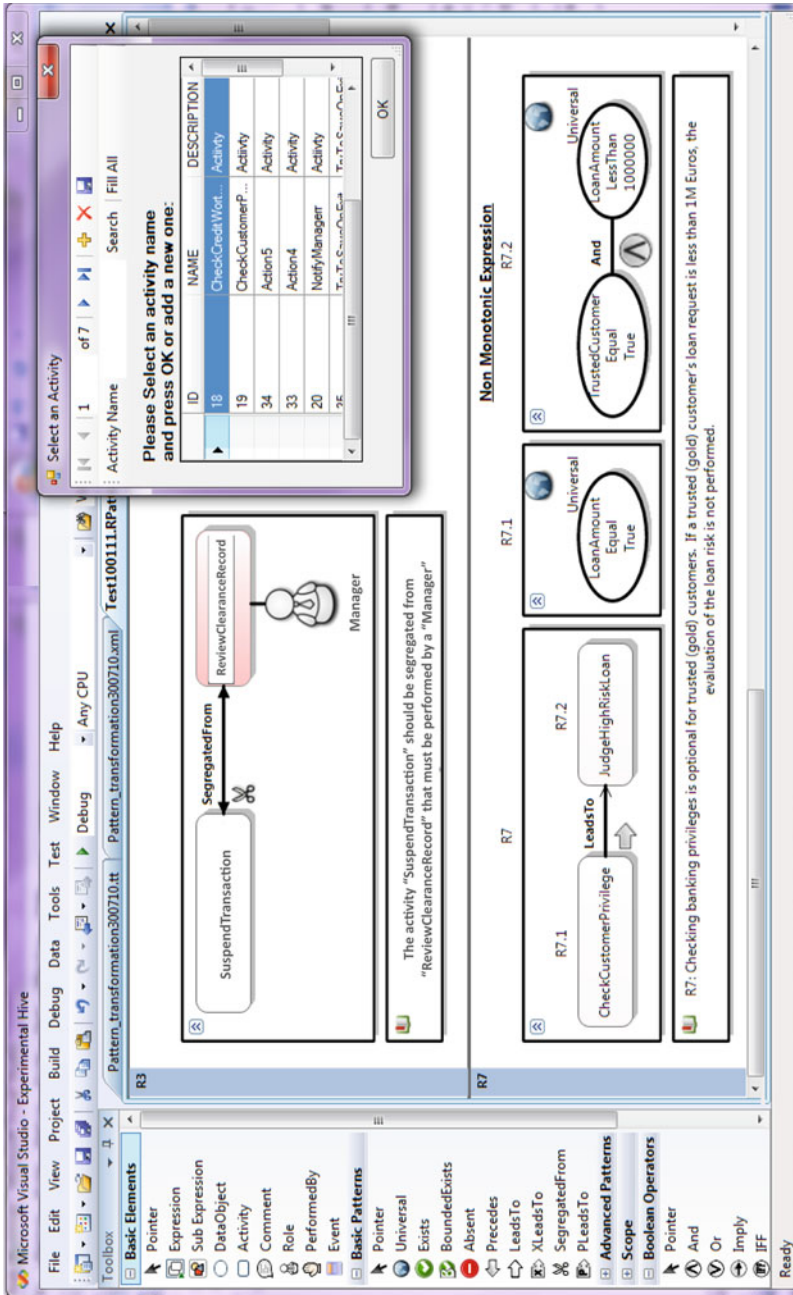 Microsoft Visual Studio - Experimental Hive
File Edit View Project Build Debug Data Tools Test Window Help
Debug Any CPU
Toolbox
Basic Elements
Pointer
Expression
Sub Expression
DataObject
Activity
Comment
Role
PerformedBy
Event
Basic Patterns
Pointer
Universal
Exists
BoundedExists
Absent
Precedes
LeadsTo
XLeadsTo
SegregatedFrom
PLeadsTo
Advanced Patterns
Scope
Boolean Operators
Pointer
And
Or
Imply
IFF
Ready
Pattern_transformation300710.tt Pattern_transformation300710.xml Test100111.RPat
R3
SuspendTransaction
SegregatedFrom
ReviewClearanceRecord
Manager
The activity “SuspendTransaction” should be segregated from
“ReviewClearanceRecord” that must be performed by a “Manager”
R7
R7
R7.1
R7.2
CheckCustomerPrivilege
LeadsTo
JudgeHighRiskLoan
R7.1
Universal
LoanAmount
Equal
True
Non Monotonic Expression
R7.2
Universal
TrustedCustomer
Equal
True
And
LoanAmount
LessThan
1000000
R7: Checking banking privileges is optional for trusted (gold) customers. If a trusted (gold) customer's loan request is less than 1M Euros, the
evaluation of the loan risk is not performed.
Select an Activity
1 of 7
Activity Name Search Fill All
Please Select an activity name
and press OK or add a new one:
ID NAME DESCRIPTION
18 CheckCreditWort... Activity
19 CheckCustomerP... Activity
34 Action5 Activity
33 Action4 Activity
20 NotifyManagerr Activity
OK